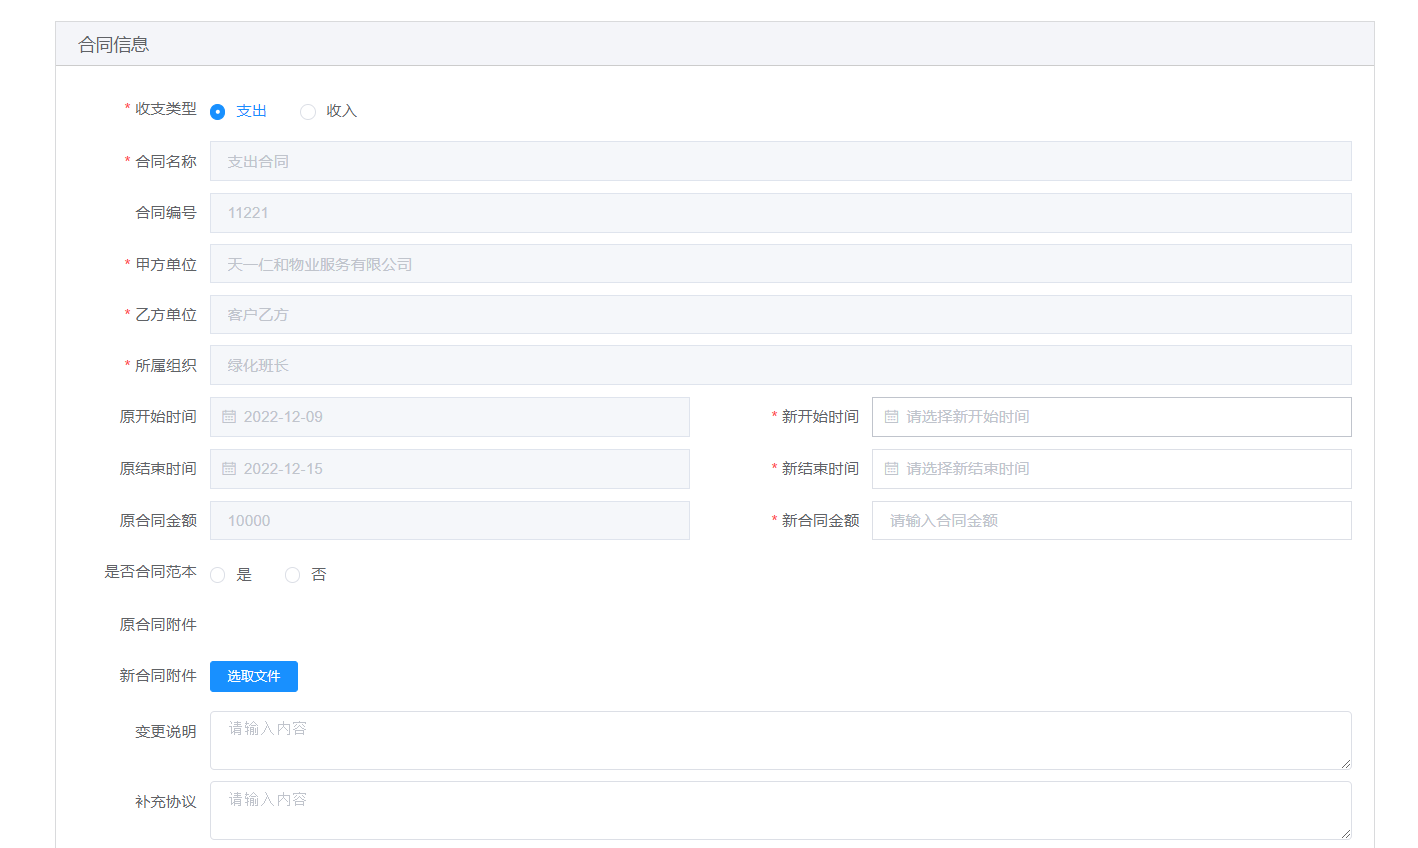 合同信息
* 收支类型 支出 收入
* 合同名称 支出合同
合同编号 11221
* 甲方单位 天一仁和物业服务有限公司
* 乙方单位 客户乙方
* 所属组织 绿化班长
原开始时间 2022-12-09 * 新开始时间 请选择新开始时间
原结束时间 2022-12-15 * 新结束时间 请选择新结束时间
原合同金额 10000 * 新合同金额 请输入合同金额
是否合同范本 是 否
原合同附件
新合同附件 选取文件
变更说明 请输入内容
补充协议 请输入内容